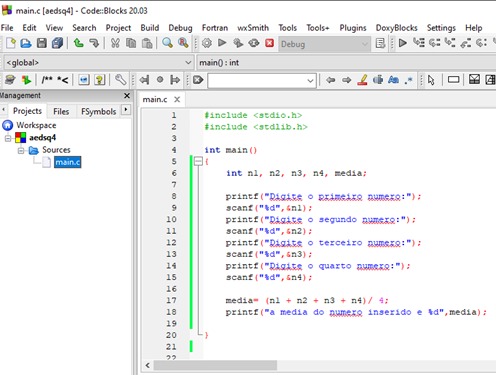 main.c [aedsq4] - Code::Blocks 20.03
File Edit View Search Project Build Debug Fortran wxSmith Tools Tools+ Plugins DoxyBlocks Settings Help
Debug
<global>
main() : int
/** *<
Aa .*
Management
Projects Files FSymbols
Workspace
aedsq4
Sources
main.c
main.c
1 #include <stdio.h>
2 #include <stdlib.h>
3
4 int main()
5 {
6 int n1, n2, n3, n4, media;
7
8 printf("Digite o primeiro numero:");
9 scanf("%d",&n1);
10 printf("Digite o segundo numero:");
11 scanf("%d",&n2);
12 printf("Digite o terceiro numero:");
13 scanf("%d",&n3);
14 printf("Digite o quarto numero:");
15 scanf("%d",&n4);
16
17 media= (n1 + n2 + n3 + n4)/ 4;
18 printf("a media do numero inserido e %d",media);
19
20 }
21
22